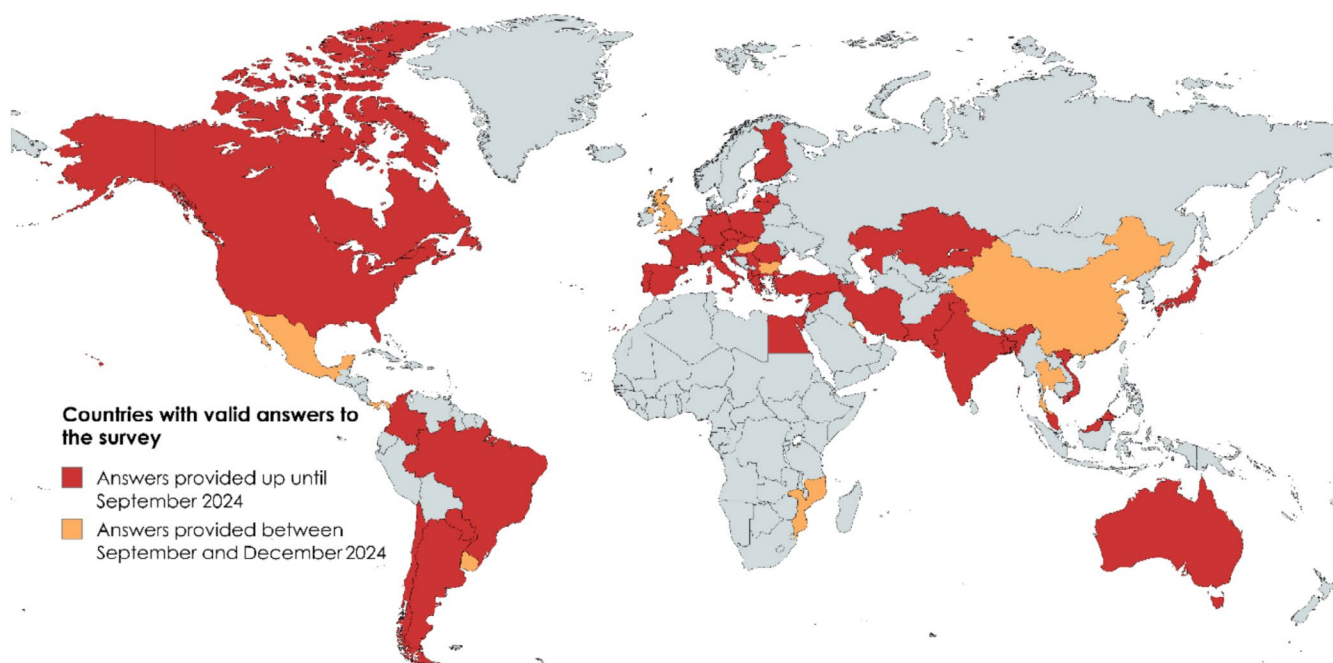 Countries with valid answers to
the survey
Answers provided up until
September 2024
Answers provided between
September and December 2024